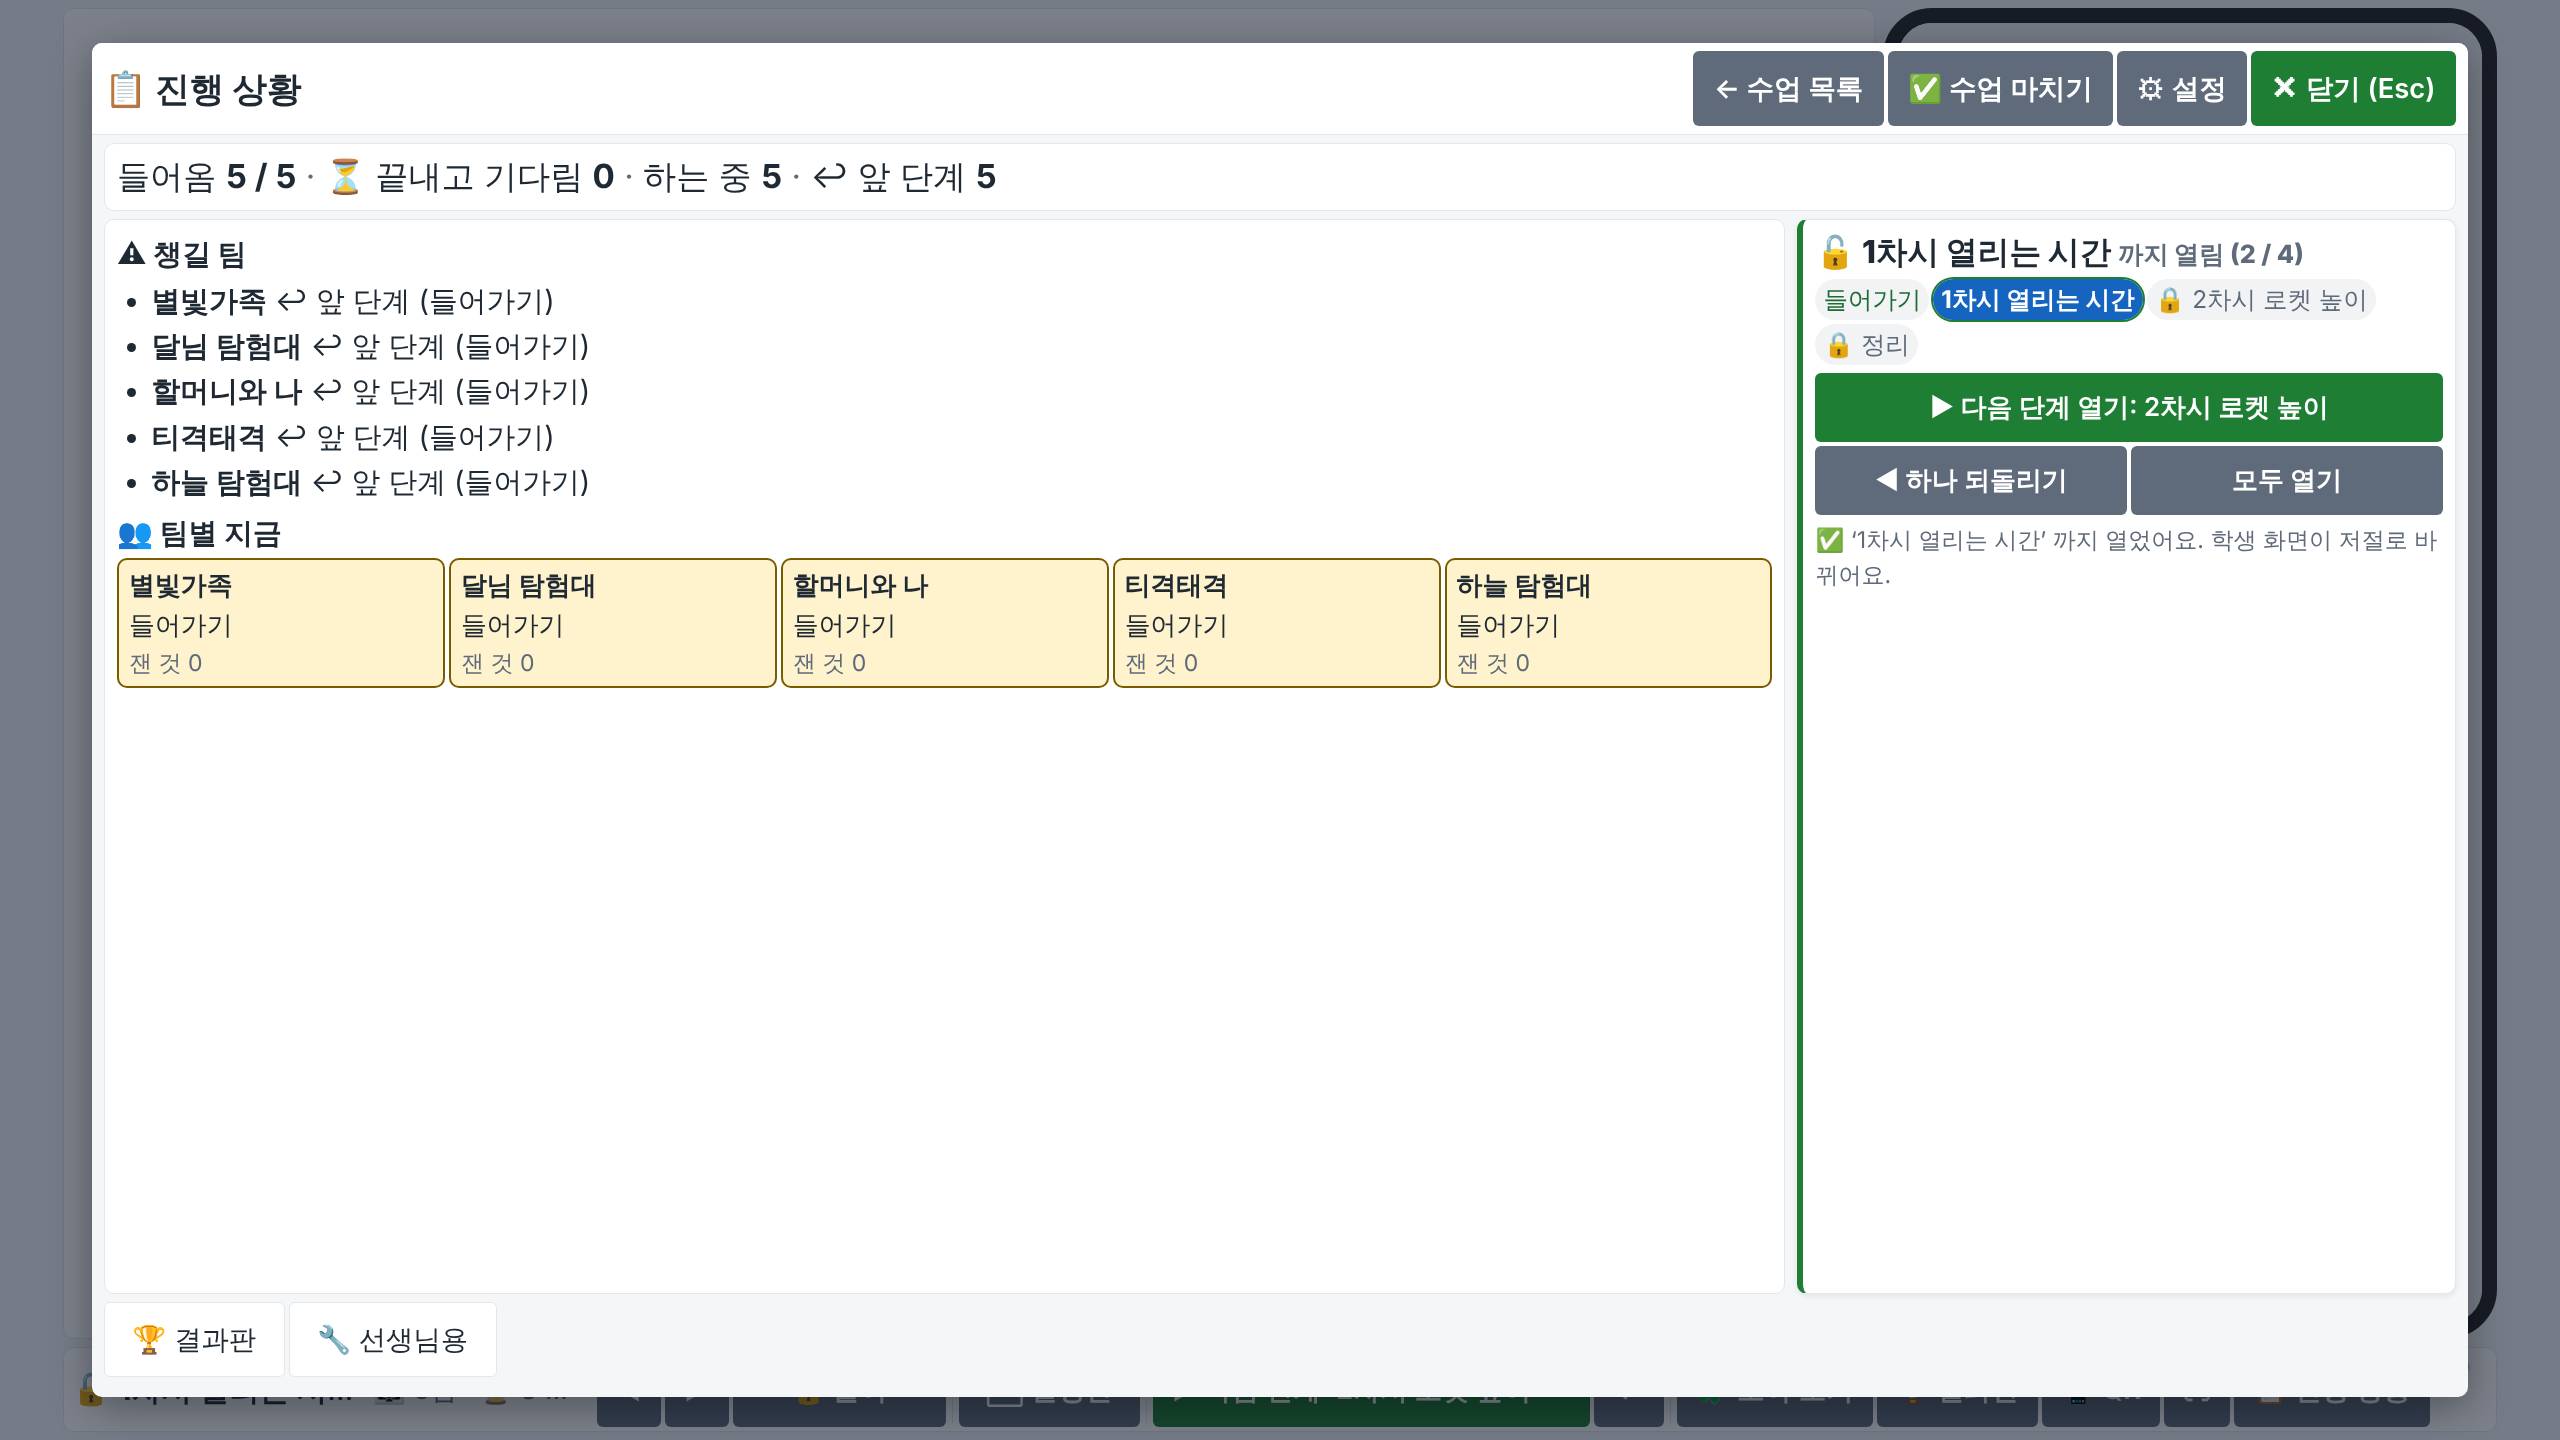 📋 진행 상황
← 수업 목록
✅ 수업 마치기
⚙ 설정
✖ 닫기 (Esc)
들어옴 5 / 5 · ⏳ 끝내고 기다림 0 · 하는 중 5 · ↩ 앞 단계 5
⚠ 챙길 팀
• 별빛가족 ↩ 앞 단계 (들어가기)
• 달님 탐험대 ↩ 앞 단계 (들어가기)
• 할머니와 나 ↩ 앞 단계 (들어가기)
• 티격태격 ↩ 앞 단계 (들어가기)
• 하늘 탐험대 ↩ 앞 단계 (들어가기)
👥 팀별 지금
별빛가족
들어가기
잰 것 0
달님 탐험대
들어가기
잰 것 0
할머니와 나
들어가기
잰 것 0
티격태격
들어가기
잰 것 0
하늘 탐험대
들어가기
잰 것 0
🔓 1차시 열리는 시간 까지 열림 (2 / 4)
들어가기 1차시 열리는 시간 🔒 2차시 로켓 높이
🔒 정리
▶ 다음 단계 열기: 2차시 로켓 높이
◀ 하나 되돌리기
모두 열기
✅ ‘1차시 열리는 시간’ 까지 열었어요. 학생 화면이 저절로 바
뀌어요.
🏆 결과판
🔧 선생님용